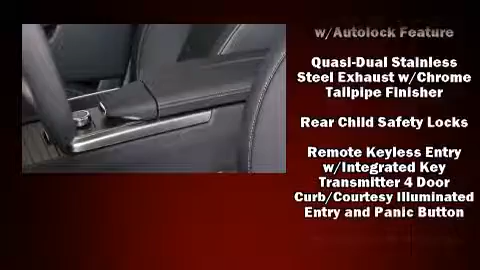 w/Autolock Feature
Quasi-Dual Stainless
Steel Exhaust w/Chrome
Tailpipe Finisher
Rear Child Safety Locks
Remote Keyless Entry
w/Integrated Key
Transmitter 4 Door
Curb/Courtesy Illuminated
Entry and Panic Button